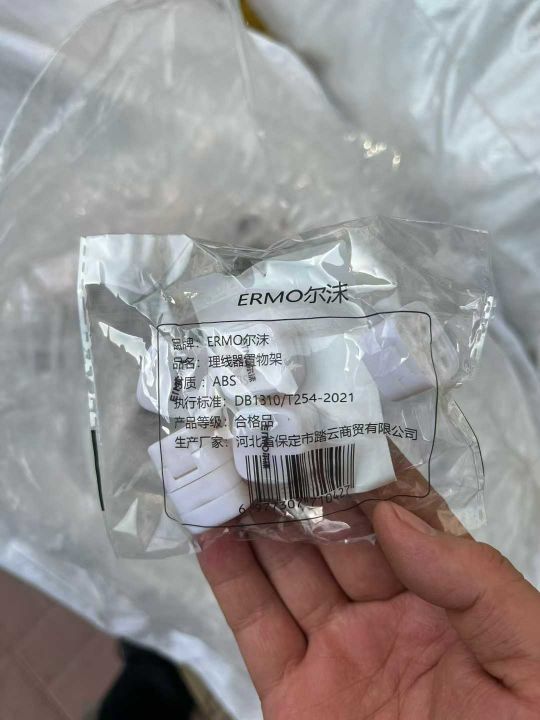 ERMO尔沫
品牌：ERMO尔沫
品名：理线器置物架
材质：ABS
执行标准：DB1310/T254-2021
产品等级：合格品
生产厂家：河北省保定市踏云商贸有限公司